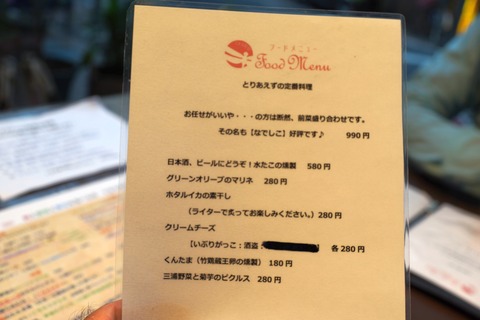 フードメニュー
Food Menu
とりあえずの定番料理
お任せがいいや・・・の方は断然、前菜盛り合わせです。
その名も【なでしこ】好評です♪ 990円
日本酒、ビールにどうぞ！水たこの燻製 580円
グリーンオリーブのマリネ 280円
ホタルイカの素干し
（ライターで炙ってお楽しみください。）280円
クリームチーズ
【いぶりがっこ：酒盗： 】 各280円
くんたま（竹鶏蔵王卵の燻製）180円
三浦野菜と菊芋のピクルス 280円